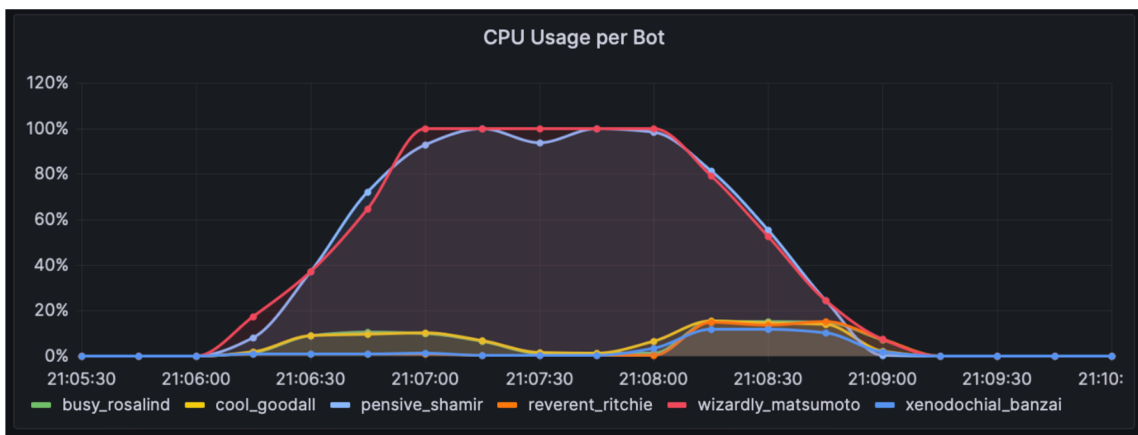 CPU Usage per Bot
120%
100%
80%
60%
40%
20%
0%
21:05:30 21:06:00 21:06:30 21:07:00 21:07:30 21:08:00 21:08:30 21:09:00 21:09:30 21:10:
busy_rosalind cool_goodall pensive_shamir reverent_ritchie wizardly_matsumoto xenodochial_banzai